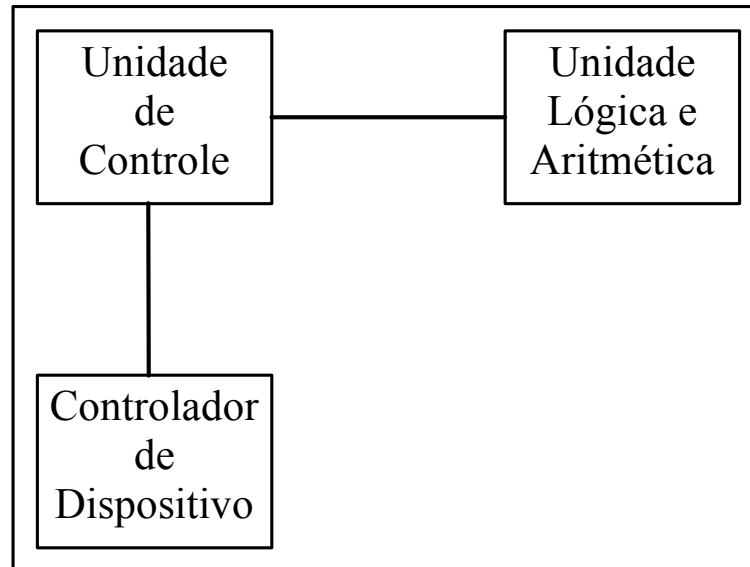 Unidade
de
Controle
Unidade
Lógica e
Aritmética
Controlador
de
Dispositivo